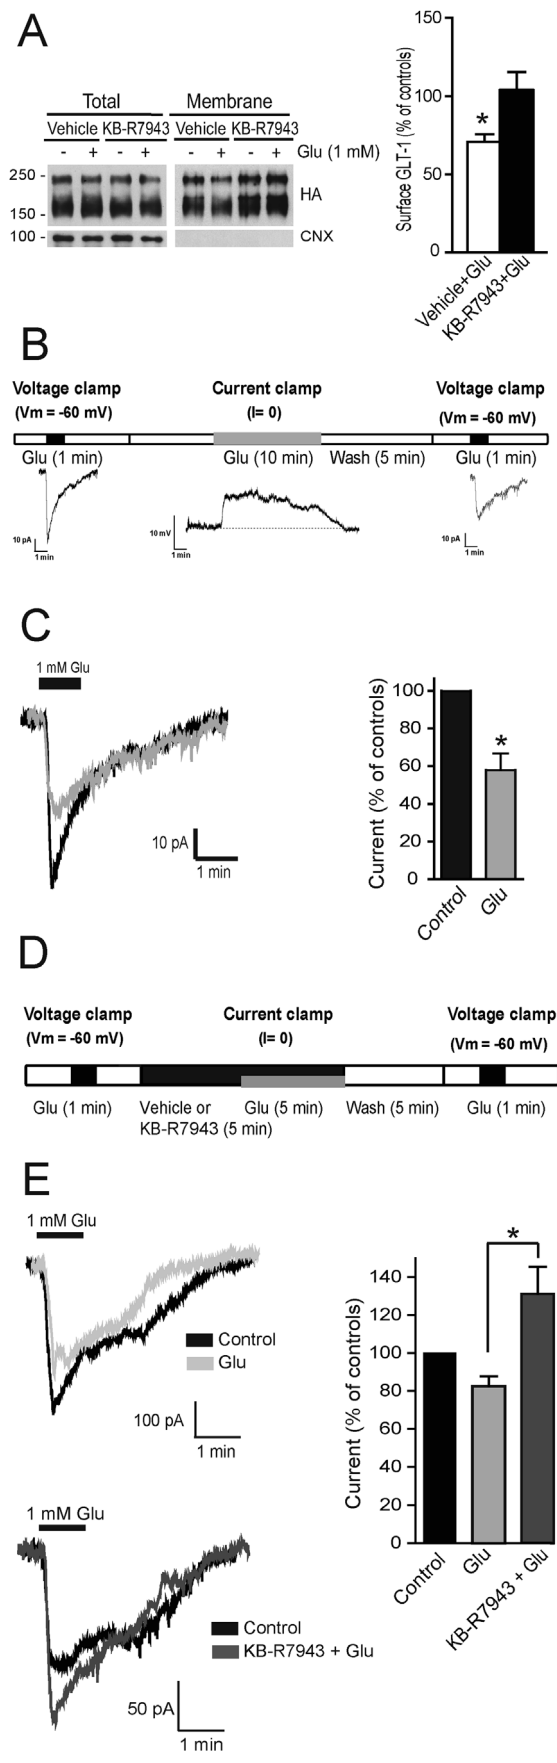 A
Total
Membrane
Vehicle KB-R7943 Vehicle KB-R7943
- + - + - + - + Glu (1 mM)
250 -
150 -
HA
100 -
CNX
Surface GLT-1 (% of controls)
150
100
50
0
*
Vehicle+Glu
KB-R7943+Glu
B
Voltage clamp
(Vm = -60 mV)
Current clamp
(I= 0)
Voltage clamp
(Vm = -60 mV)
Glu (1 min)
Glu (10 min)
Wash (5 min)
Glu (1 min)
10 pA
1 min
10 mV
1 min
10 pA
1 min
C
1 mM Glu
10 pA
1 min
Current (% of controls)
100
80
60
40
20
0
*
Control
Glu
D
Voltage clamp
(Vm = -60 mV)
Current clamp
(I= 0)
Voltage clamp
(Vm = -60 mV)
Glu (1 min)
Vehicle or
KB-R7943 (5 min)
Glu (5 min)
Wash (5 min)
Glu (1 min)
E
1 mM Glu
Control
Glu
100 pA
1 min
1 mM Glu
Control
KB-R7943 + Glu
50 pA
1 min
Current (% of controls)
140
120
100
80
60
40
20
0
*
Control
Glu
KB-R7943 + Glu